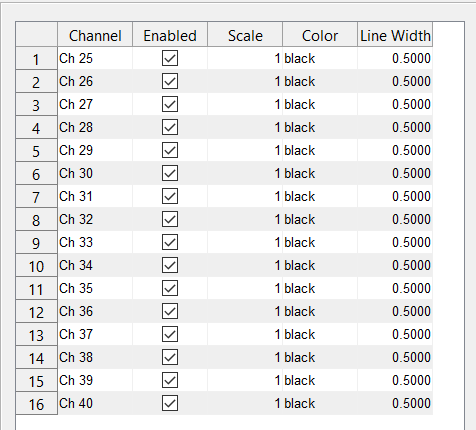 Channel Enabled Scale Color Line Width
1 Ch 25 1 black 0.5000
2 Ch 26 1 black 0.5000
3 Ch 27 1 black 0.5000
4 Ch 28 1 black 0.5000
5 Ch 29 1 black 0.5000
6 Ch 30 1 black 0.5000
7 Ch 31 1 black 0.5000
8 Ch 32 1 black 0.5000
9 Ch 33 1 black 0.5000
10 Ch 34 1 black 0.5000
11 Ch 35 1 black 0.5000
12 Ch 36 1 black 0.5000
13 Ch 37 1 black 0.5000
14 Ch 38 1 black 0.5000
15 Ch 39 1 black 0.5000
16 Ch 40 1 black 0.5000